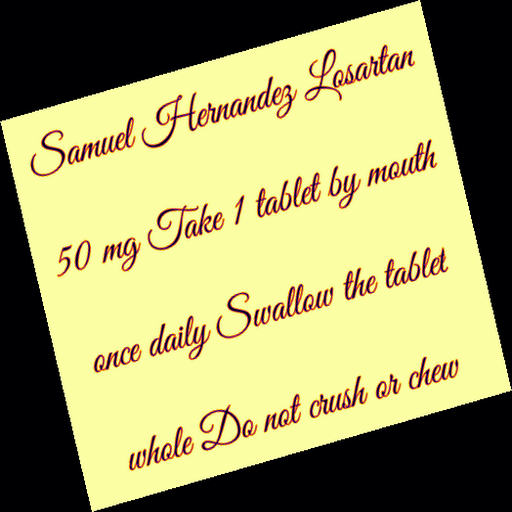 Samuel Hernandez Losartan
50 mg Take 1 tablet by mouth
once daily Swallow the tablet
whole Do not crush or chew